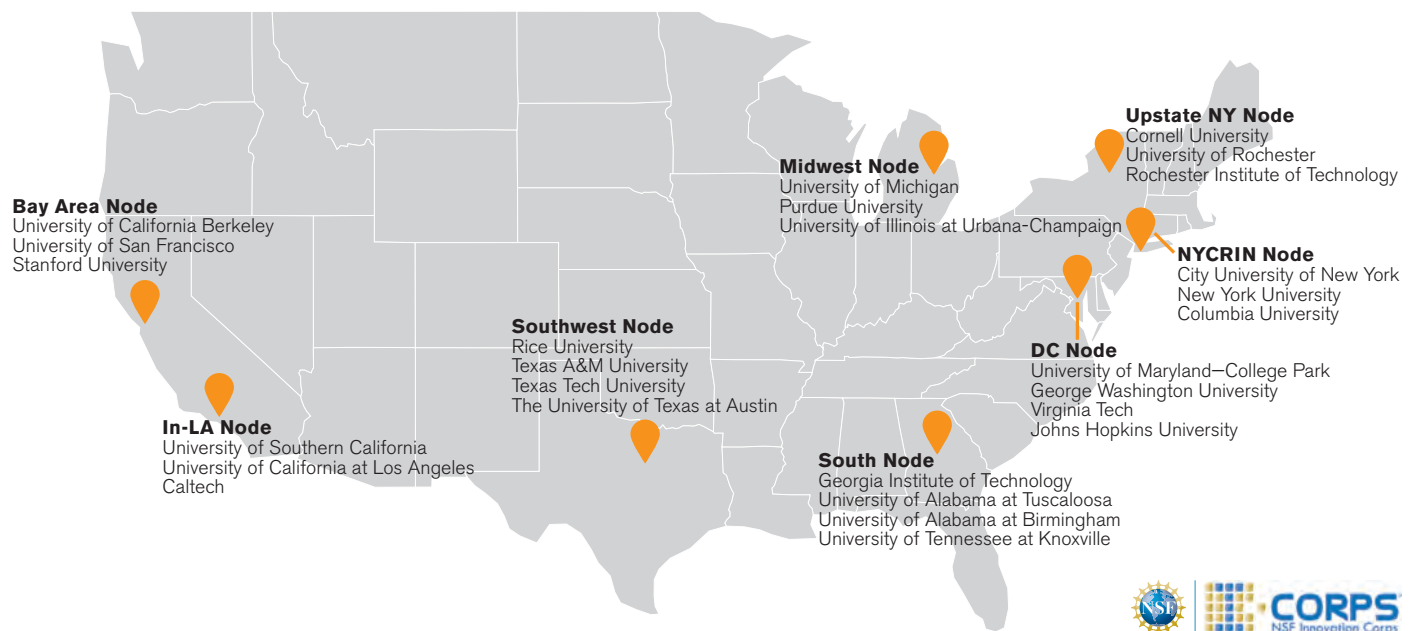 Upstate NY Node
Cornell University
University of Rochester
Rochester Institute of Technology
Midwest Node
University of Michigan
Purdue University
University of Illinois at Urbana-Champaign
Bay Area Node
University of California Berkeley
University of San Francisco
Stanford University
NYCRIN Node
City University of New York
New York University
Columbia University
Southwest Node
Rice University
Texas A&M University
Texas Tech University
The University of Texas at Austin
DC Node
University of Maryland—College Park
George Washington University
Virginia Tech
Johns Hopkins University
In-LA Node
University of Southern California
University of California at Los Angeles
Caltech
South Node
Georgia Institute of Technology
University of Alabama at Tuscaloosa
University of Alabama at Birmingham
University of Tennessee at Knoxville
NSF
CORPS
NSF Innovation Corps